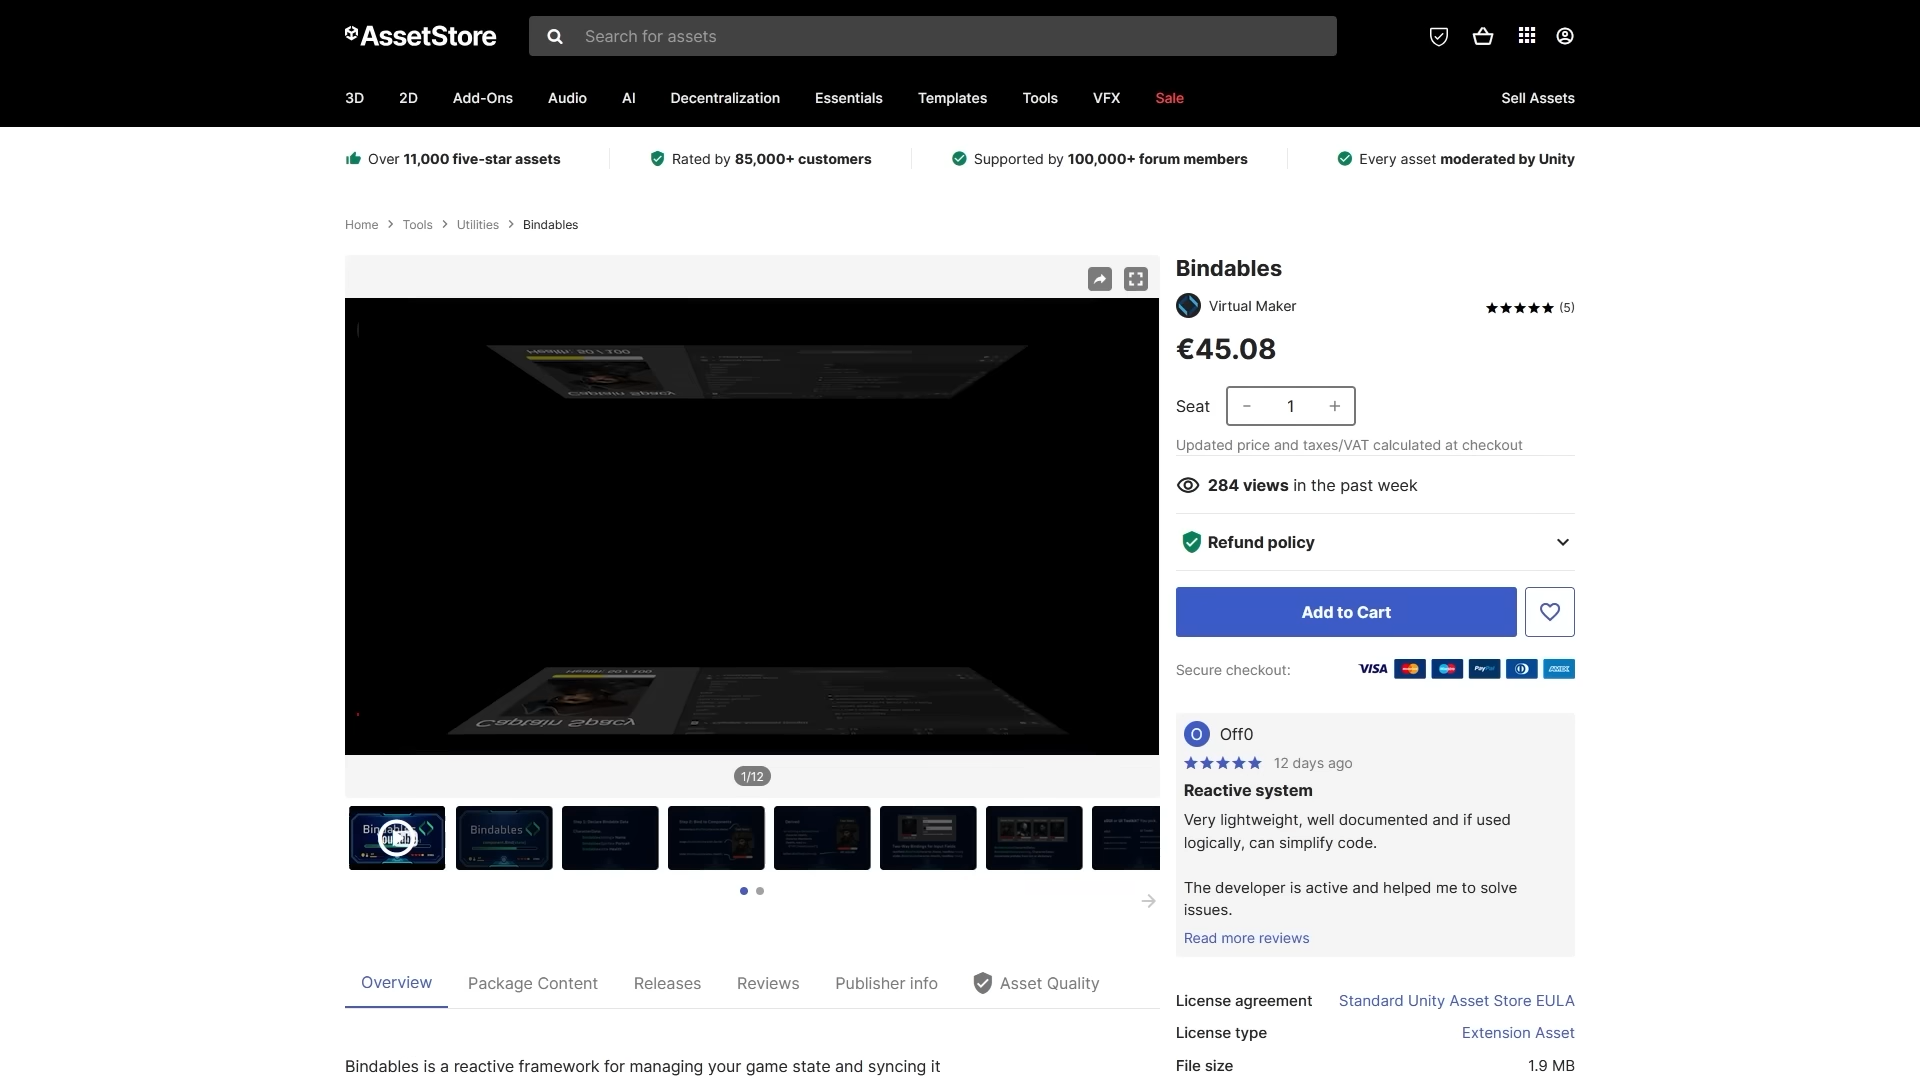 AssetStore
Search for assets
3D 2D Add-Ons Audio AI Decentralization Essentials Templates Tools VFX Sale Sell Assets
Over 11,000 five-star assets Rated by 85,000+ customers Supported by 100,000+ forum members Every asset moderated by Unity
Home > Tools > Utilities > Bindables
Bindables
Virtual Maker (5)
€45.08
Seat - 1 +
Updated price and taxes/VAT calculated at checkout
284 views in the past week
Refund policy
Add to Cart
Secure checkout: VISA PayPal AMEX
Captain Spacy
Captain Spacy
1/12
Bindables
Bindables
O Off0
12 days ago
Reactive system
Very lightweight, well documented and if used
logically, can simplify code.
The developer is active and helped me to solve
issues.
Read more reviews
Overview Package Content Releases Reviews Publisher info Asset Quality
Bindables is a reactive framework for managing your game state and syncing it
License agreement Standard Unity Asset Store EULA
License type Extension Asset
File size 1.9 MB